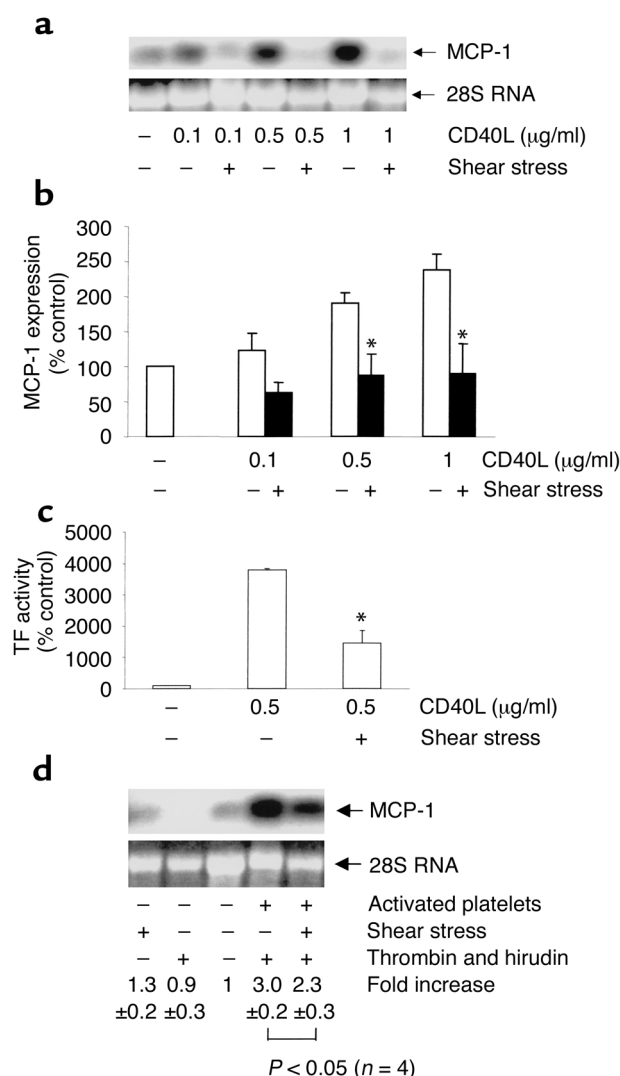 a
MCP-1
28S RNA
– 0.1 0.1 0.5 0.5 1 1 CD40L (μg/ml)
– – + – + – + Shear stress
b
MCP-1 expression
(% control)
300
250
200
150
100
50
0
*
*
– 0.1 0.5 1 CD40L (μg/ml)
– – + – + – + Shear stress
c
TF activity
(% control)
5000
4000
3000
2000
1000
0
*
– 0.5 0.5 CD40L (μg/ml)
– – + Shear stress
d
MCP-1
28S RNA
– – – + + Activated platelets
+ – – – + Shear stress
– + – + + Thrombin and hirudin
1.3 0.9 1 3.0 2.3 Fold increase
±0.2 ±0.3 ±0.2 ±0.3
P < 0.05 (n = 4)